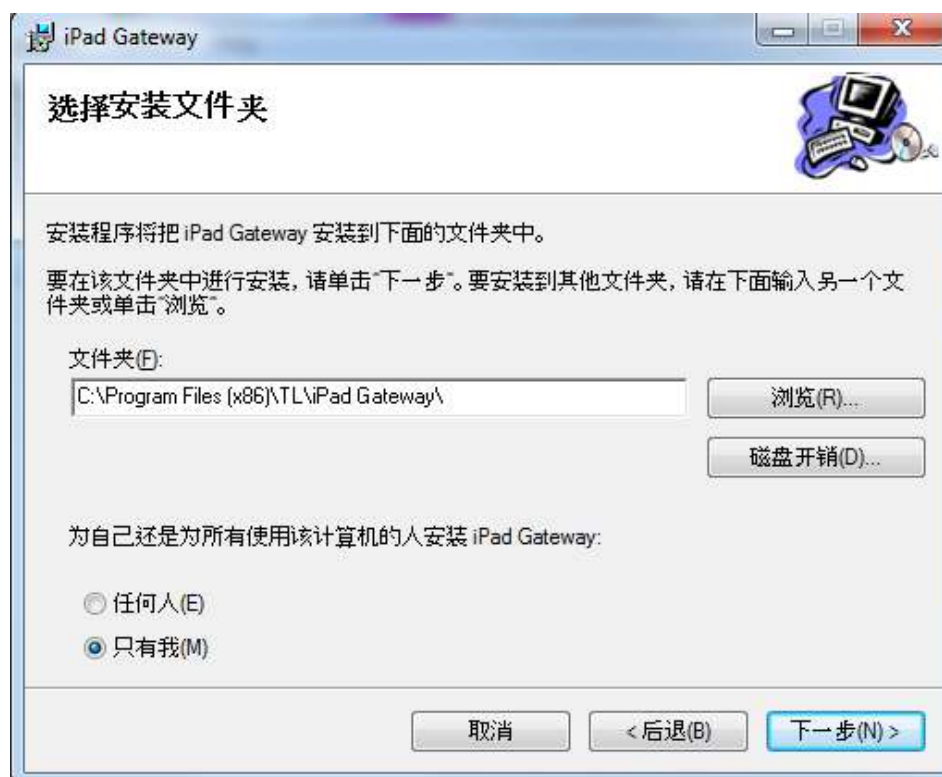 iPad Gateway
选择安装文件夹
安装程序将把 iPad Gateway 安装到下面的文件夹中。
要在该文件夹中进行安装，请单击“下一步”。要安装到其他文件夹，请在下面输入另一个文
件夹或单击“浏览”。
文件夹(F):
C:\Program Files (x86)\TL\iPad Gateway\
浏览(R)...
磁盘开销(D)...
为自己还是为所有使用该计算机的人安装 iPad Gateway:
任何人(E)
只有我(M)
取消
< 后退(B)
下一步(N) >